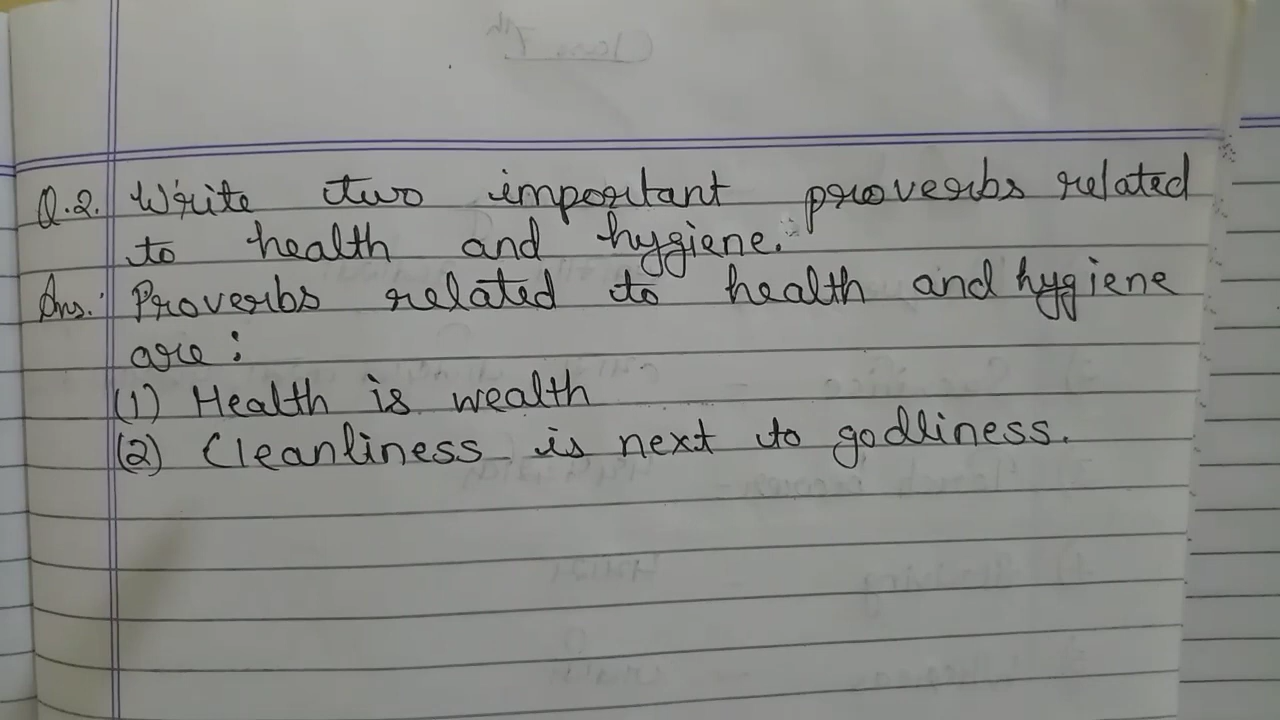 Q.2. Write two important proverbs related
to health and hygiene.
Ans: Proverbs related to health and hygiene
are:
(1) Health is wealth
(2) Cleanliness is next to godliness.